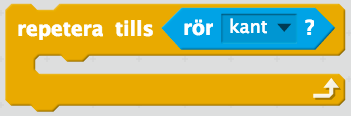 repetera tills rör kant ?